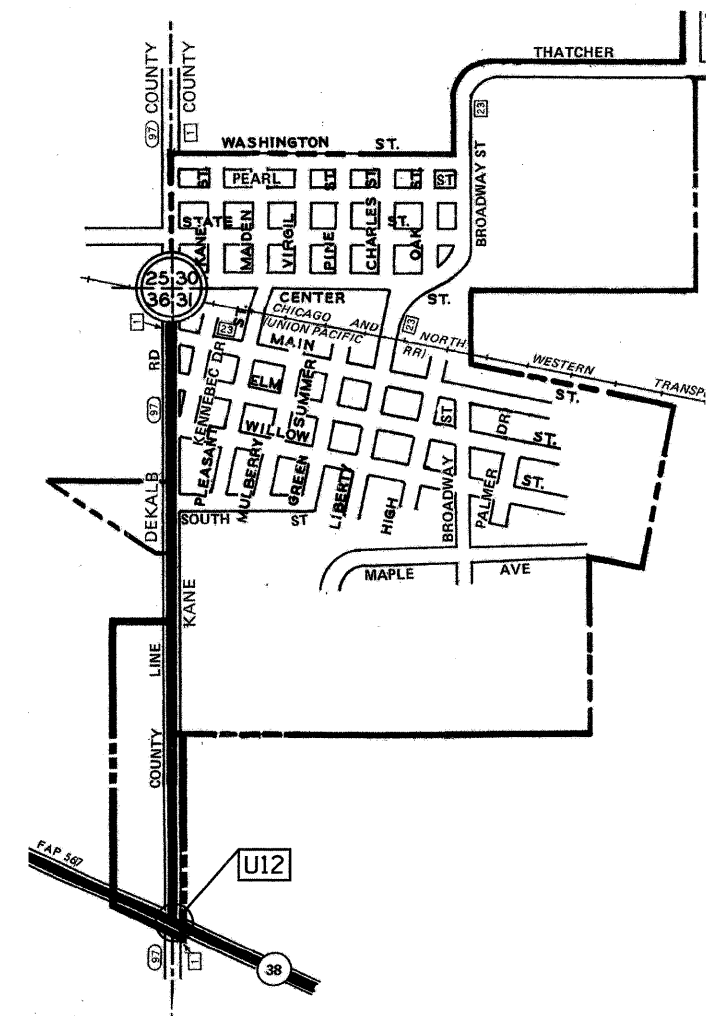 THATCHER
COUNTY
COUNTY
97
1
23
WASHINGTON ST.
BROADWAY ST
ST.
PEARL
ST.
ST.
ST.
ST
STATE
ST.
KANE
MAIDEN
VIRGIL
PINE
CHARLES
OAK
25 30
36 31
CENTER ST.
CHICAGO AND NORTH WESTERN TRANSP
(UNION PACIFIC RR)
1
23
ST.
23
MAIN
ST.
RD
97
KENNEBEC DR
ELM
SUMMER
ST
DR.
WILLOW
ST.
PLEASANT
MULBERRY
GREEN
LIBERTY
HIGH
BROADWAY
PALMER
ST.
DEKALB
SOUTH ST
MAPLE AVE
KANE
LINE
COUNTY
FAP 567
U12
97
1
38